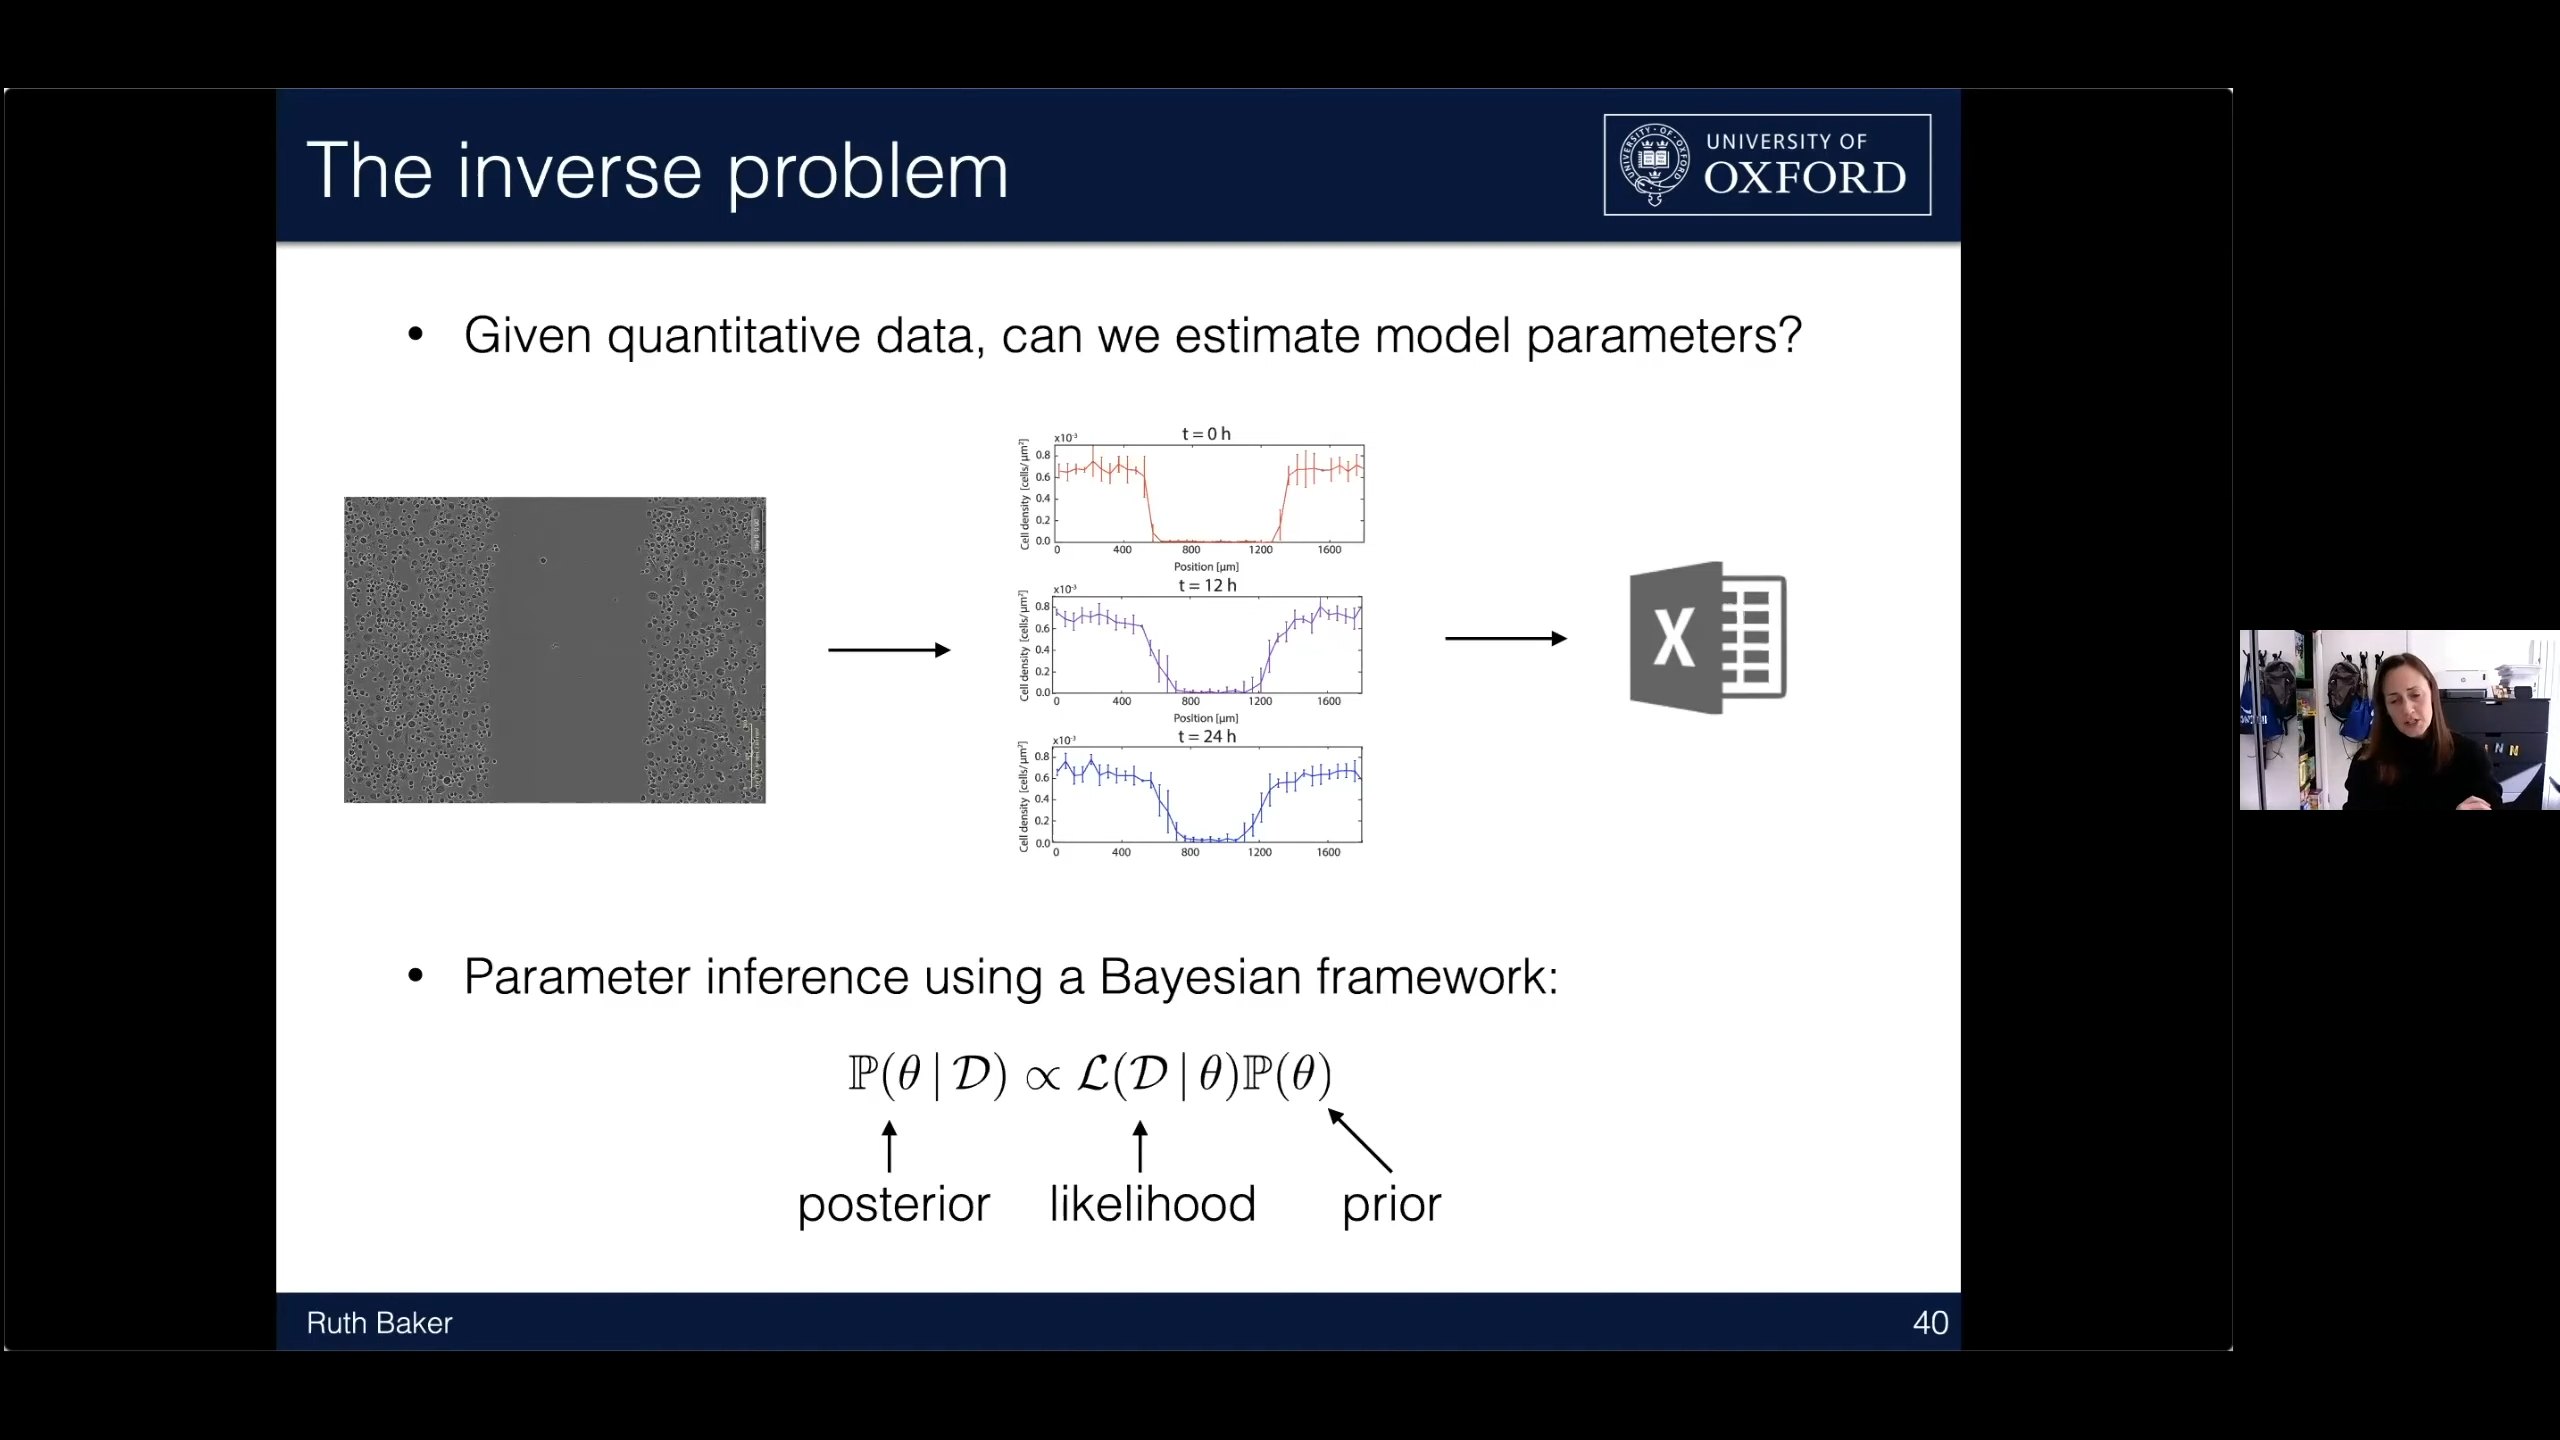 The inverse problem
UNIVERSITY OF
OXFORD
• Given quantitative data, can we estimate model parameters?
t = 0 h
x10⁻³
Cell density [cells/μm²]
0.8
0.6
0.4
0.2
0.0
0 400 800 1200 1600
Position [μm]
t = 12 h
x10⁻³
Cell density [cells/μm²]
0.8
0.6
0.4
0.2
0.0
0 400 800 1200 1600
Position [μm]
t = 24 h
x10⁻³
Cell density [cells/μm²]
0.8
0.6
0.4
0.2
0.0
0 400 800 1200 1600
X
• Parameter inference using a Bayesian framework:
ℙ(θ | 𝒟) ∝ ℒ(𝒟 | θ)ℙ(θ)
posterior likelihood prior
Ruth Baker
40